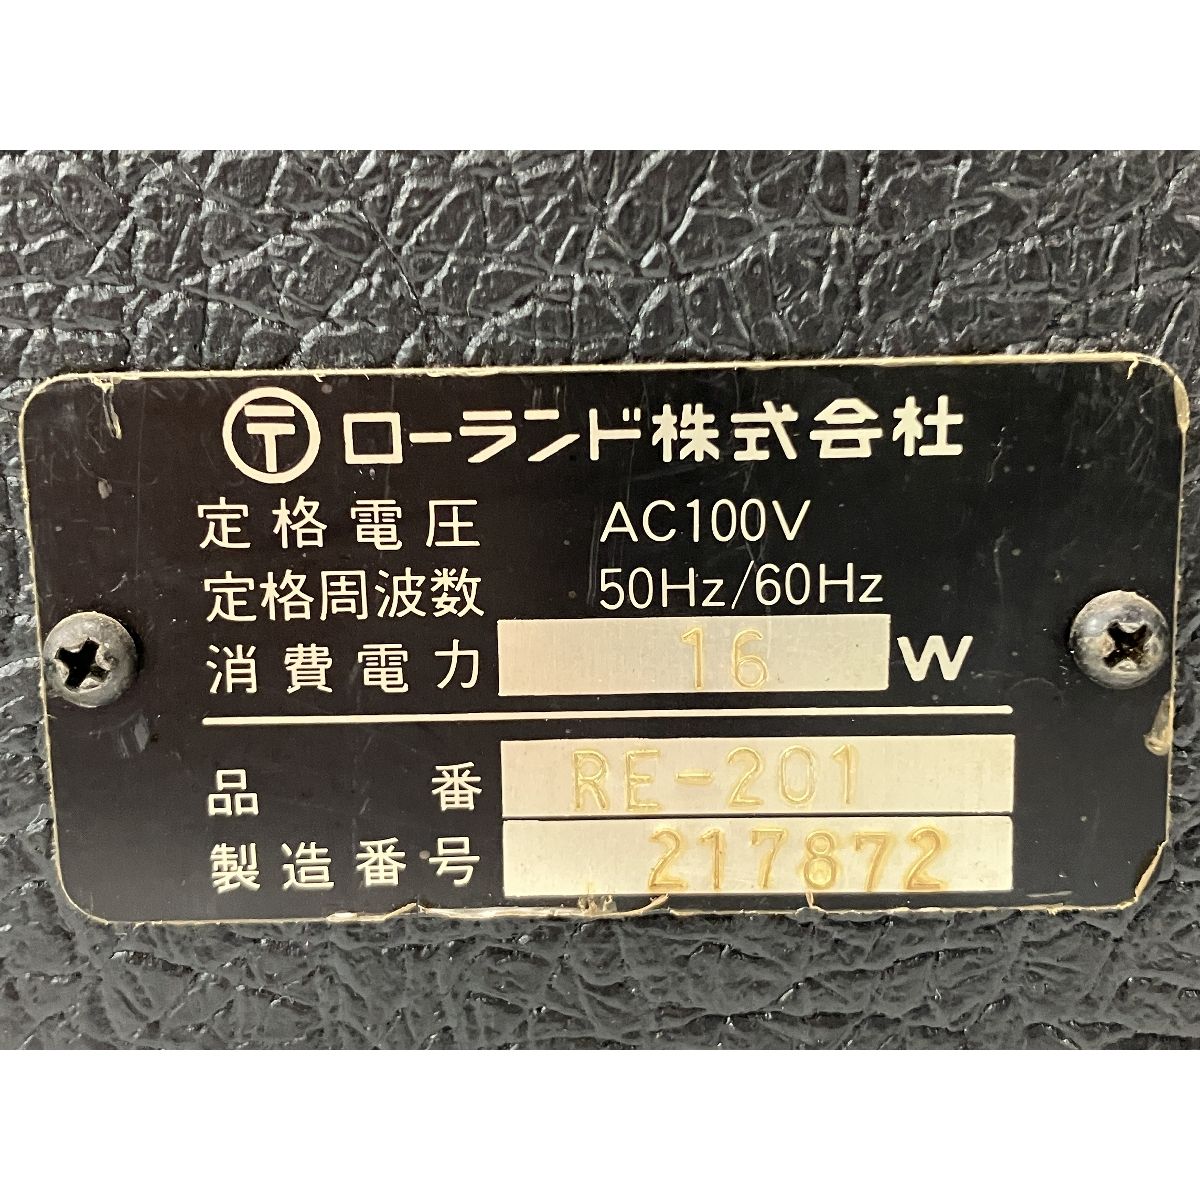 〒 ローランド株式会社
定格電圧 AC100V
定格周波数 50Hz/60Hz
消費電力 16 W
品番 RE-201
製造番号 217872